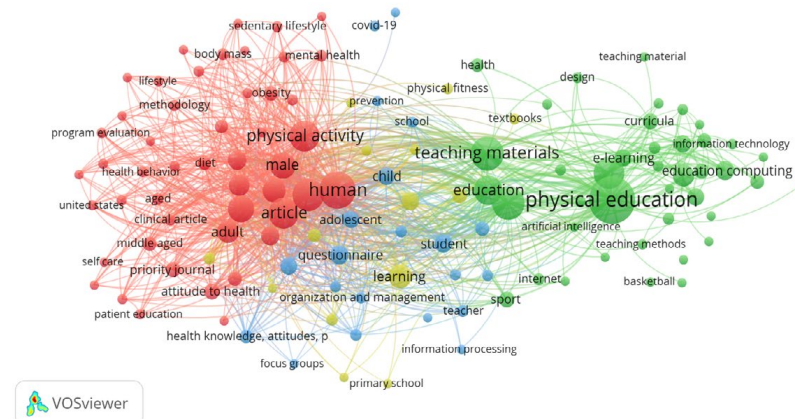 sedentary lifestyle
covid-19
body mass
mental health
health
teaching material
lifestyle
obesity
physical fitness
design
methodology
prevention
program evaluation
physical activity
school
textbooks
curricula
diet
male
teaching materials
e-learning
information technology
health behavior
child
education computing
united states
aged
human
education
physical education
clinical article
article
adolescent
adult
artificial intelligence
middle aged
questionnaire
student
teaching methods
self care
priority journal
learning
internet
basketball
attitude to health
organization and management
sport
patient education
teacher
health knowledge, attitudes, p
focus groups
information processing
primary school
VOSviewer